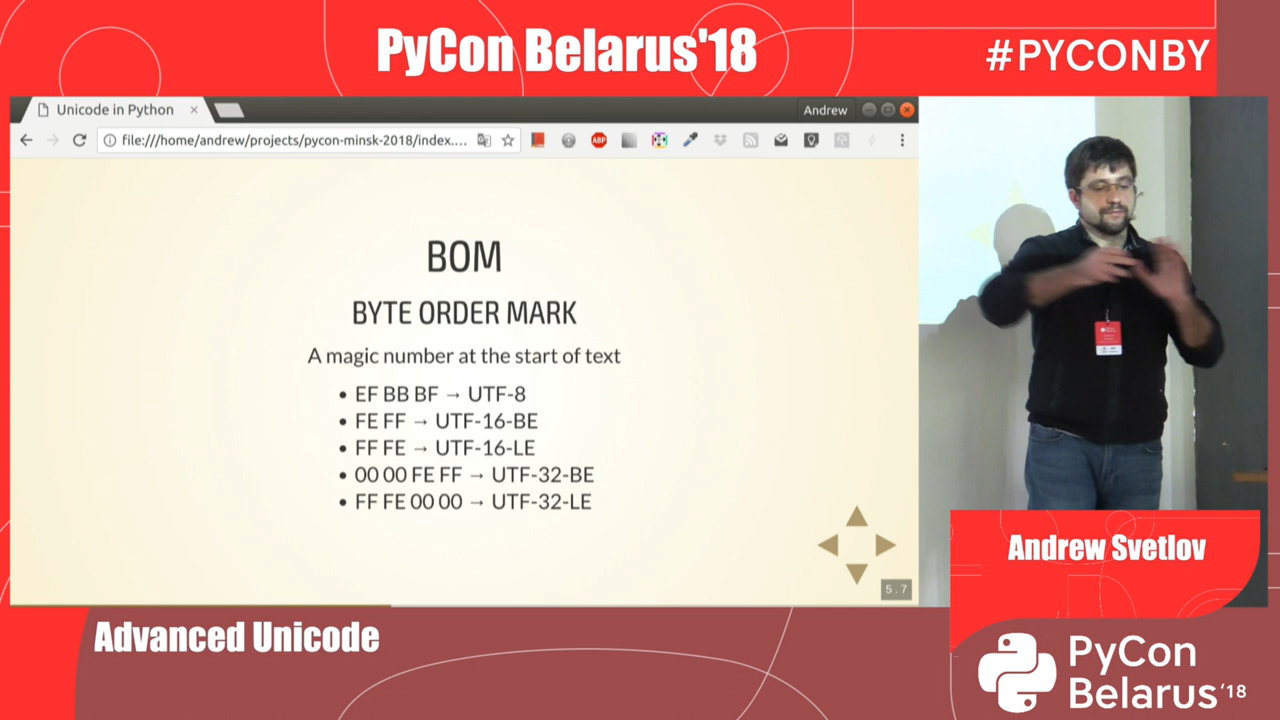 PyCon Belarus'18
#PYCONBY
Unicode in Python
Andrew
file:///home/andrew/projects/pycon-minsk-2018/index....
ABP
BOM
BYTE ORDER MARK
A magic number at the start of text
• EF BB BF → UTF-8
• FE FF → UTF-16-BE
• FF FE → UTF-16-LE
• 00 00 FE FF → UTF-32-BE
• FF FE 00 00 → UTF-32-LE
5.7
Andrew Svetlov
Advanced Unicode
PyCon
Belarus'18